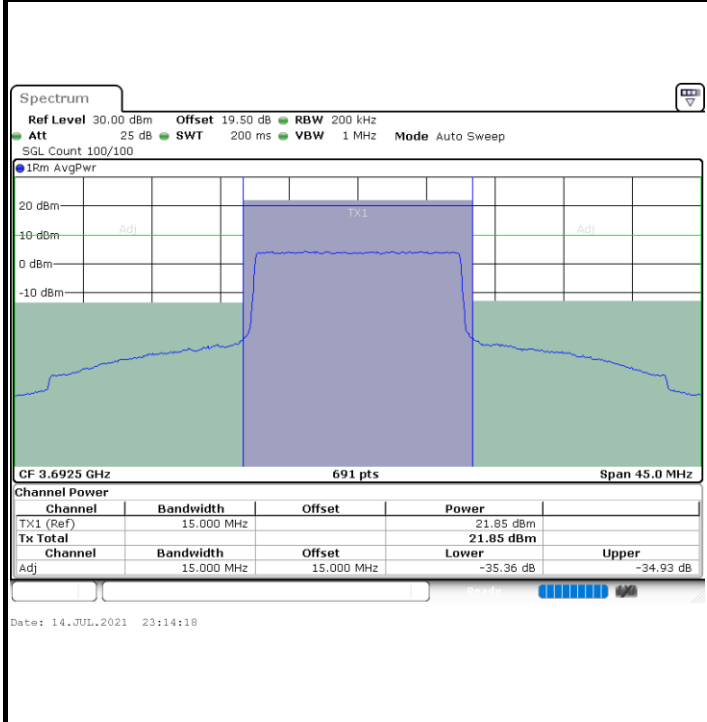 Spectrum
Ref Level 30.00 dBm Offset 19.50 dB RBW 200 kHz
Att 25 dB SWT 200 ms VBW 1 MHz Mode Auto Sweep
SGL Count 100/100
1Rm AvgPwr
20 dBm
TX1
Adj
Adj
10 dBm
0 dBm
-10 dBm
CF 3.6925 GHz 691 pts Span 45.0 MHz
Channel Power
Channel Bandwidth Offset Power
TX1 (Ref) 15.000 MHz 21.85 dBm
Tx Total 21.85 dBm
Channel Bandwidth Offset Lower Upper
Adj 15.000 MHz 15.000 MHz -35.36 dB -34.93 dB
Ready
Date: 14.JUL.2021 23:14:18